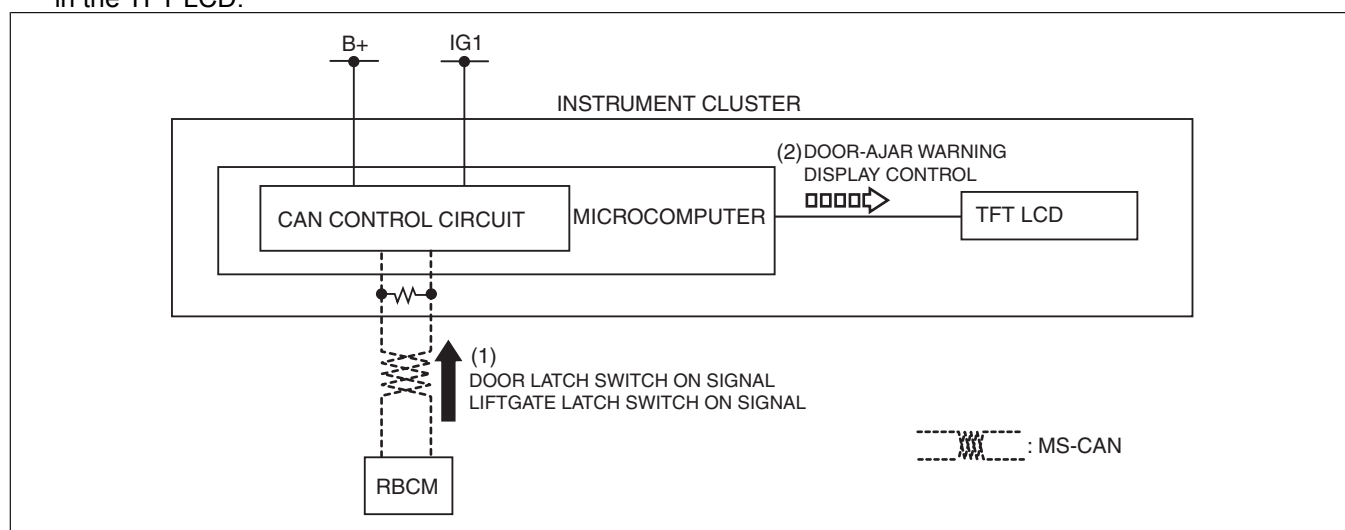 in the TFT LCD.
B+
IG1
INSTRUMENT CLUSTER
(2) DOOR-AJAR WARNING
DISPLAY CONTROL
CAN CONTROL CIRCUIT
MICROCOMPUTER
TFT LCD
(1)
DOOR LATCH SWITCH ON SIGNAL
LIFTGATE LATCH SWITCH ON SIGNAL
: MS-CAN
RBCM